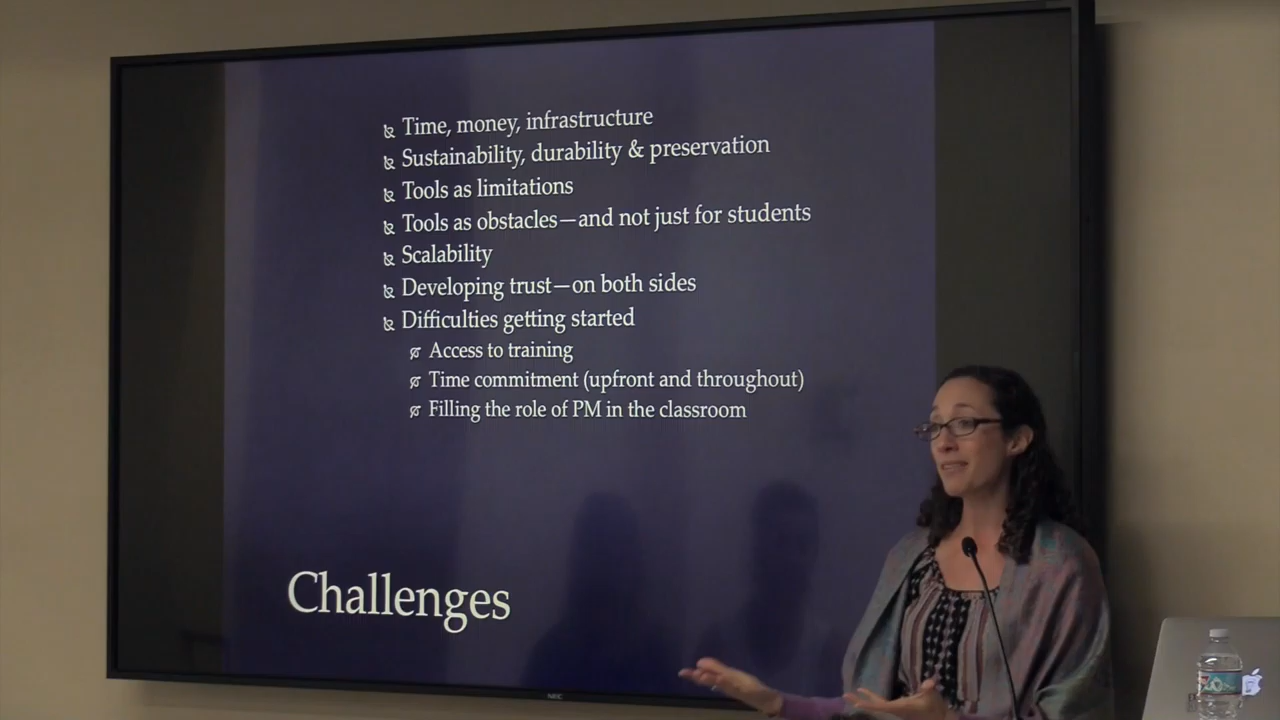 Time, money, infrastructure
Sustainability, durability & preservation
Tools as limitations
Tools as obstacles—and not just for students
Scalability
Developing trust—on both sides
Difficulties getting started
Access to training
Time commitment (upfront and throughout)
Filling the role of PM in the classroom
Challenges
NEC